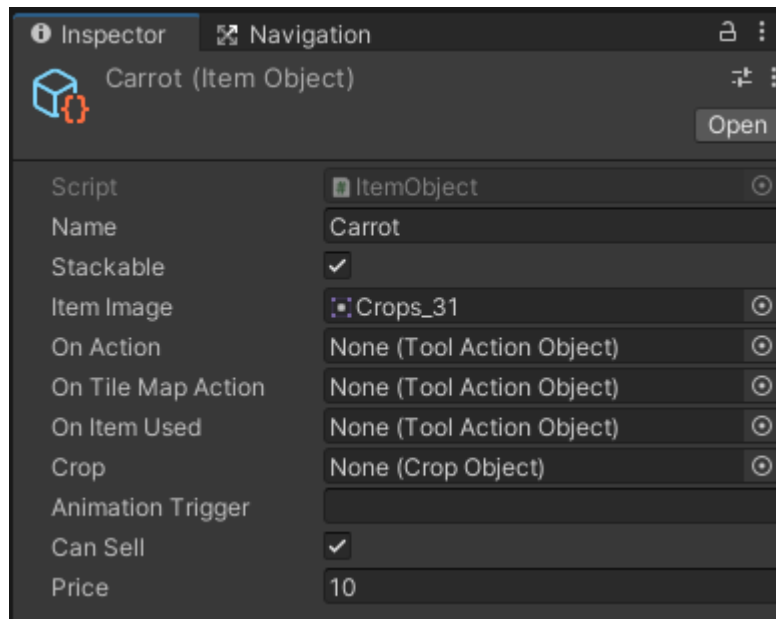 Inspector Navigation
Carrot (Item Object)
Open
Script ItemObject
Name Carrot
Stackable
Item Image Crops_31
On Action None (Tool Action Object)
On Tile Map Action None (Tool Action Object)
On Item Used None (Tool Action Object)
Crop None (Crop Object)
Animation Trigger
Can Sell
Price 10